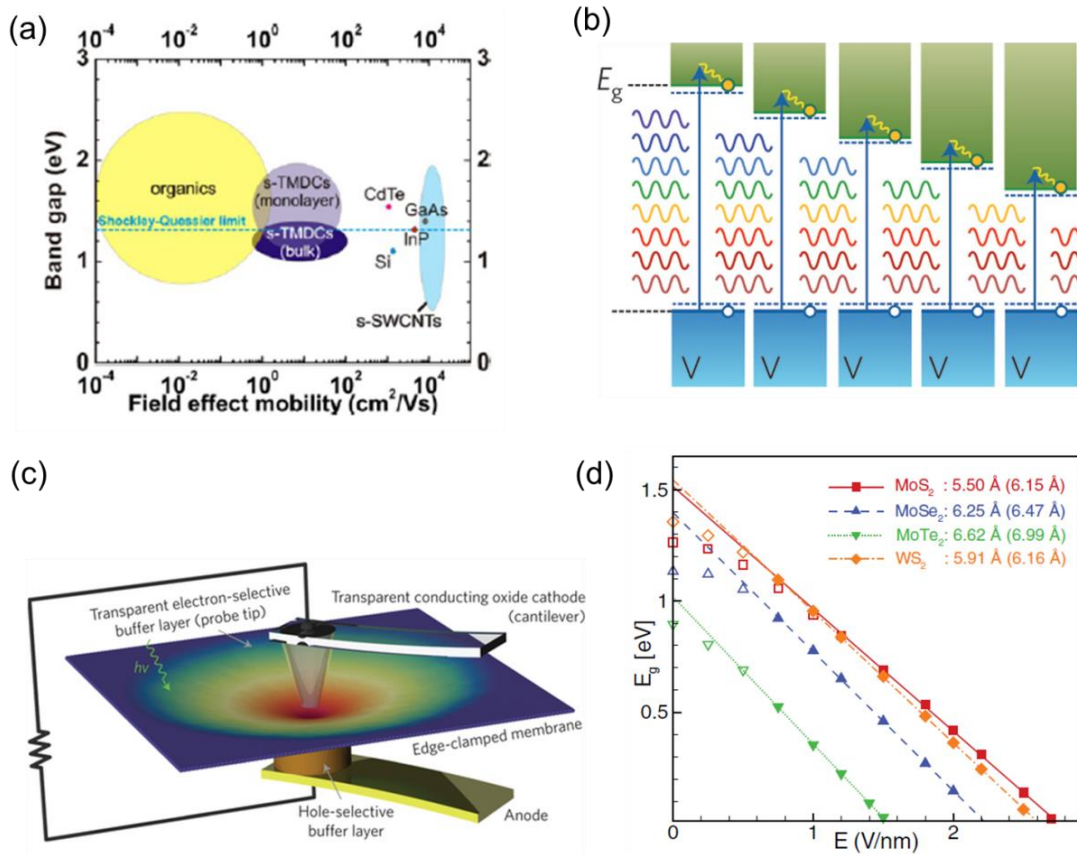 (a)
10⁻⁴ 10⁻² 10⁰ 10² 10⁴
3 3
2 2
1 1
0 0
Band gap (eV)
organics
s-TMDCs
(monolayer)
CdTe
GaAs
Shockley-Quessier limit
s-TMDCs
(bulk)
InP
Si
s-SWCNTs
10⁻⁴ 10⁻² 10⁰ 10² 10⁴
Field effect mobility (cm²/Vs)
(b)
E_g
V V V V V
(c)
Transparent electron-selective
buffer layer (probe tip)
Transparent conducting oxide cathode
(cantilever)
hν
Edge-clamped membrane
Anode
Hole-selective
buffer layer
(d)
1.5
1
0.5
E_g [eV]
MoS₂ : 5.50 Å (6.15 Å)
MoSe₂: 6.25 Å (6.47 Å)
MoTe₂: 6.62 Å (6.99 Å)
WS₂ : 5.91 Å (6.16 Å)
0 1 2
E (V/nm)